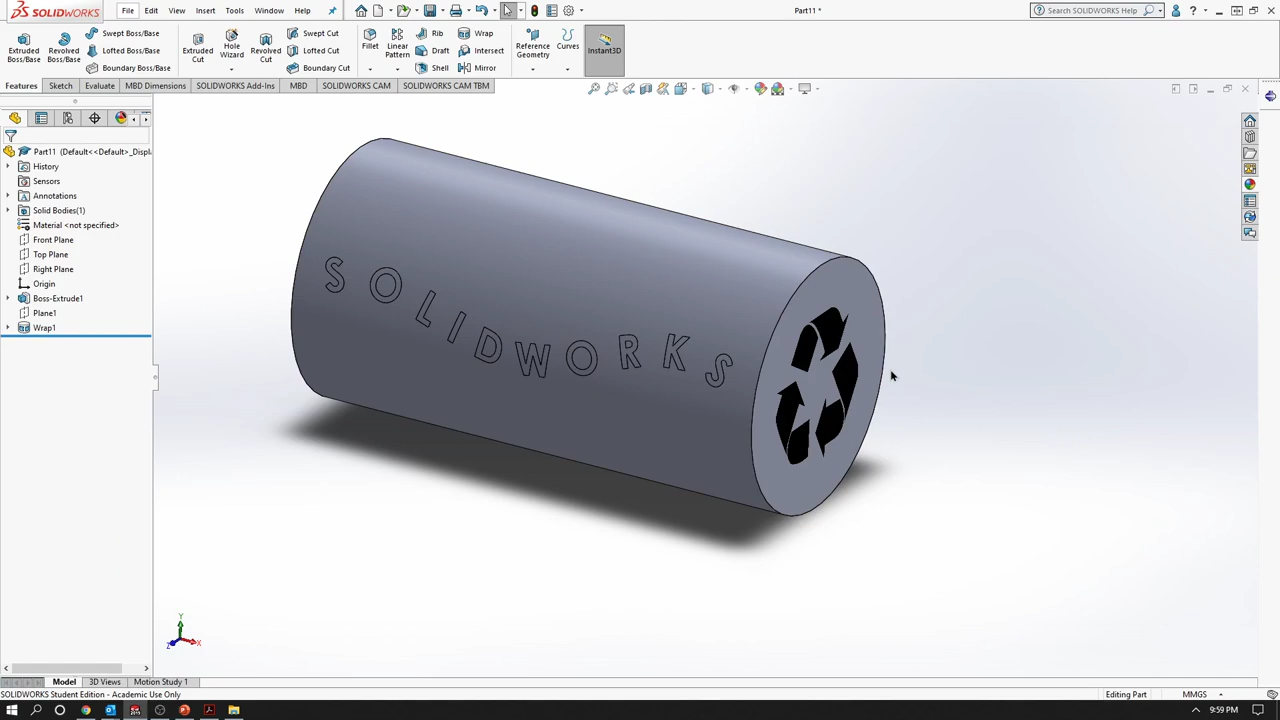 SOLIDWORKS File Edit View Insert Tools Window Help Part11 * Search SOLIDWORKS Help
Extruded Boss/Base Revolved Boss/Base Swept Boss/Base Lofted Boss/Base Boundary Boss/Base Extruded Cut Hole Wizard Revolved Cut Swept Cut Lofted Cut Boundary Cut Fillet Linear Pattern Rib Draft Shell Wrap Intersect Mirror Reference Geometry Curves Instant3D
Features Sketch Evaluate MBD Dimensions SOLIDWORKS Add-Ins MBD SOLIDWORKS CAM SOLIDWORKS CAM TBM
Part11 (Default<<Default>_Displ
History
Sensors
Annotations
Solid Bodies(1)
Material <not specified>
Front Plane
Top Plane
Right Plane
Origin
Boss-Extrude1
Plane1
Wrap1
SOLIDWORKS
Y
Z X
Model 3D Views Motion Study 1
SOLIDWORKS Student Edition - Academic Use Only Editing Part MMGS
9:59 PM